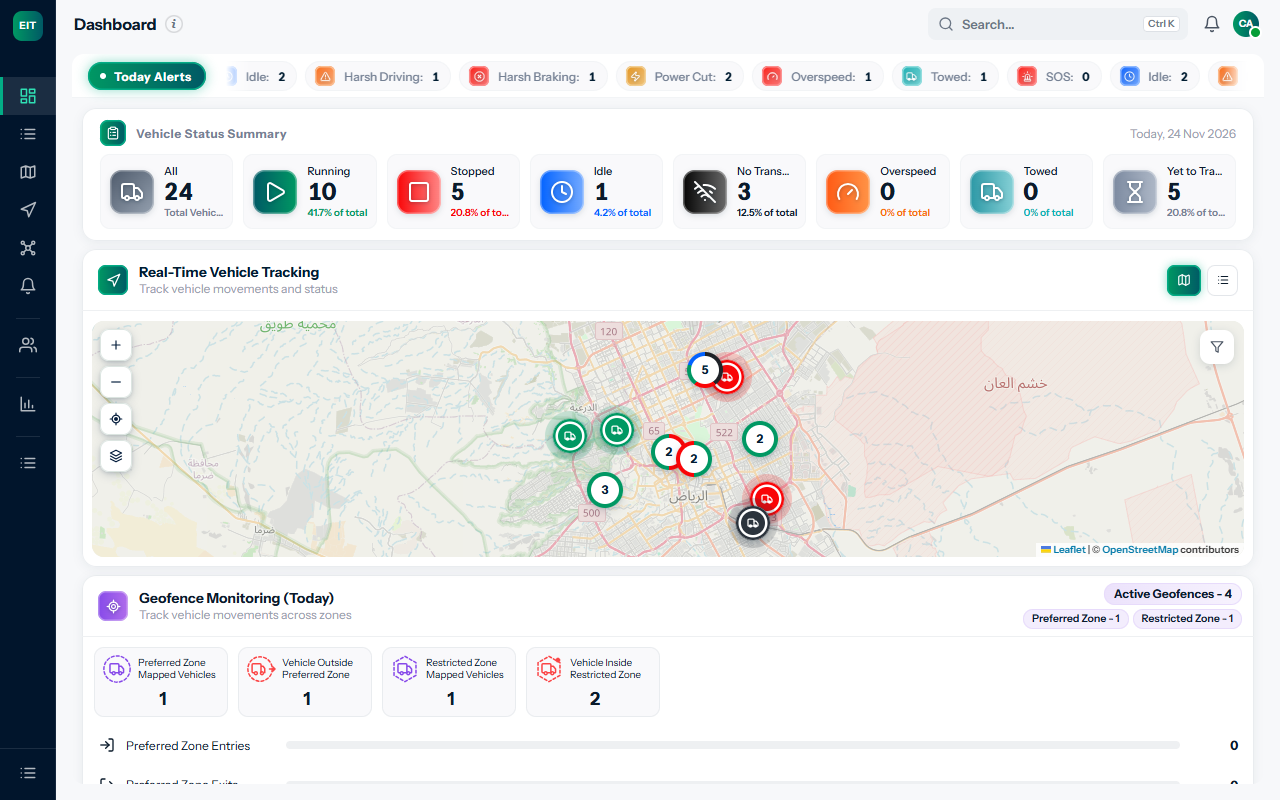 EIT
Dashboard
i
Search...
Ctrl K
CA
Today Alerts
Idle: 2
Harsh Driving: 1
Harsh Braking: 1
Power Cut: 2
Overspeed: 1
Towed: 1
SOS: 0
Idle: 2
Vehicle Status Summary
Today, 24 Nov 2026
All
24
Total Vehic...
Running
10
41.7% of total
Stopped
5
20.8% of to...
Idle
1
4.2% of total
No Trans...
3
12.5% of total
Overspeed
0
0% of total
Towed
0
0% of total
Yet to Tra...
5
20.8% of to...
Real-Time Vehicle Tracking
Track vehicle movements and status
محمية طويق
120
5
خشم العان
الدرعية
65
522
2
2
2
محافظة
ضرما
3
الرياض
500
ضرما
Leaflet | © OpenStreetMap contributors
Geofence Monitoring (Today)
Track vehicle movements across zones
Active Geofences - 4
Preferred Zone - 1
Restricted Zone - 1
Preferred Zone
Mapped Vehicles
1
Vehicle Outside
Preferred Zone
1
Restricted Zone
Mapped Vehicles
1
Vehicle Inside
Restricted Zone
2
Preferred Zone Entries
0
Preferred Zone Exits
0